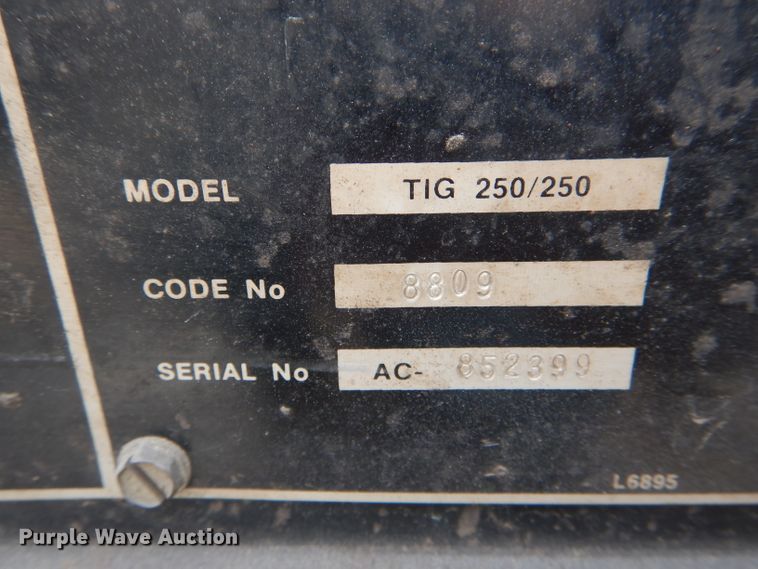 MODEL TIG 250/250
CODE No 8809
SERIAL No AC- 852399
L6895
Purple Wave Auction